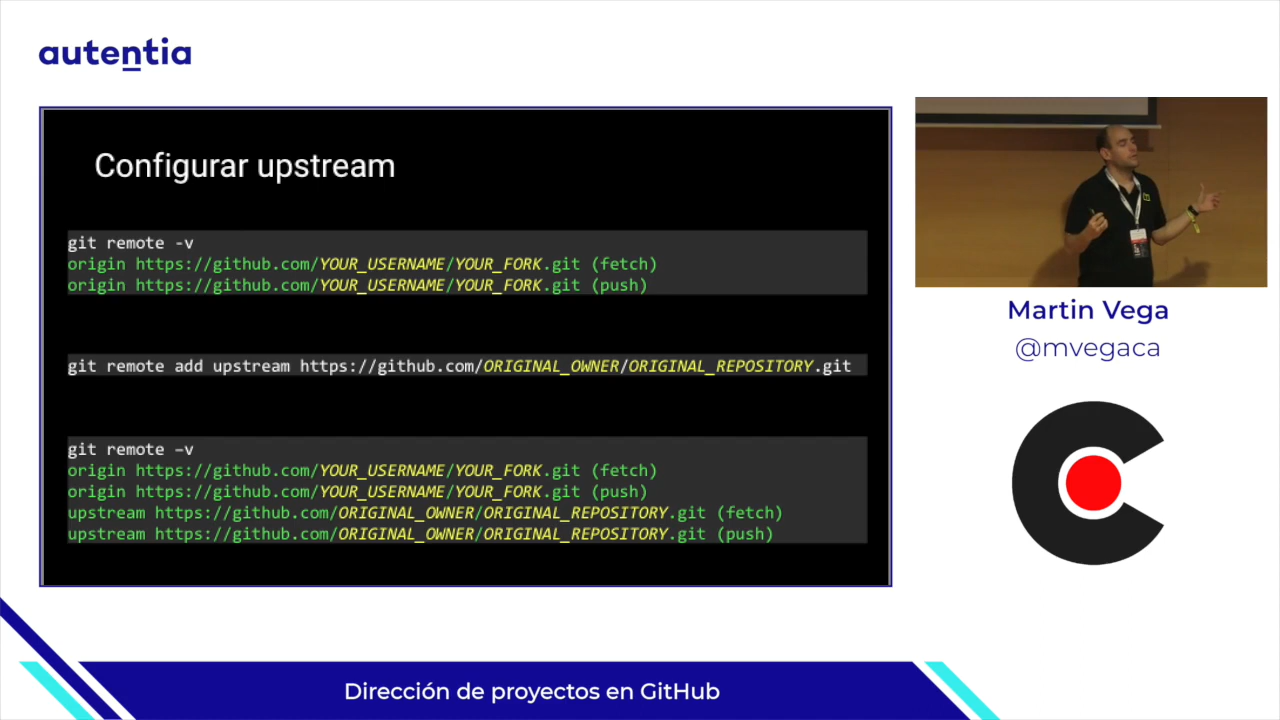 autentia
Configurar upstream
git remote -v
origin https://github.com/YOUR_USERNAME/YOUR_FORK.git (fetch)
origin https://github.com/YOUR_USERNAME/YOUR_FORK.git (push)
git remote add upstream https://github.com/ORIGINAL_OWNER/ORIGINAL_REPOSITORY.git
git remote –v
origin https://github.com/YOUR_USERNAME/YOUR_FORK.git (fetch)
origin https://github.com/YOUR_USERNAME/YOUR_FORK.git (push)
upstream https://github.com/ORIGINAL_OWNER/ORIGINAL_REPOSITORY.git (fetch)
upstream https://github.com/ORIGINAL_OWNER/ORIGINAL_REPOSITORY.git (push)
Martin Vega
@mvegaca
Dirección de proyectos en GitHub